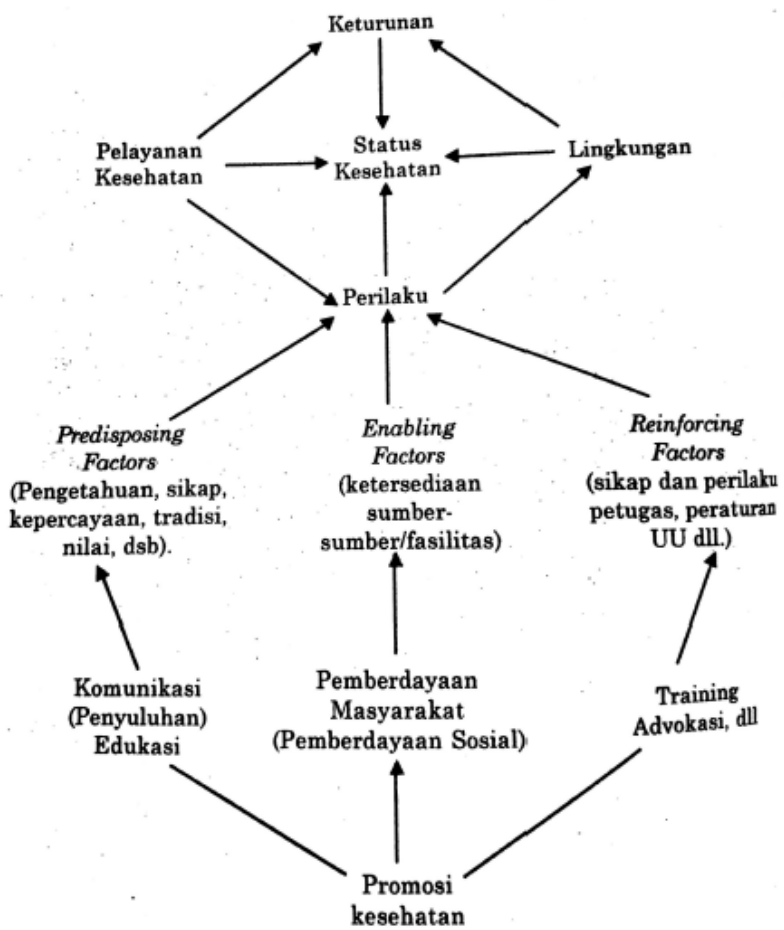 Keturunan
Pelayanan
Kesehatan
Status
Kesehatan
Lingkungan
Perilaku
Predisposing
Factors
(Pengetahuan, sikap,
kepercayaan, tradisi,
nilai, dsb).
Enabling
Factors
(ketersediaan
sumber-
sumber/fasilitas)
Reinforcing
Factors
(sikap dan perilaku
petugas, peraturan
UU dll.)
Komunikasi
(Penyuluhan)
Edukasi
Pemberdayaan
Masyarakat
(Pemberdayaan Sosial)
Training
Advokasi, dll
Promosi
kesehatan